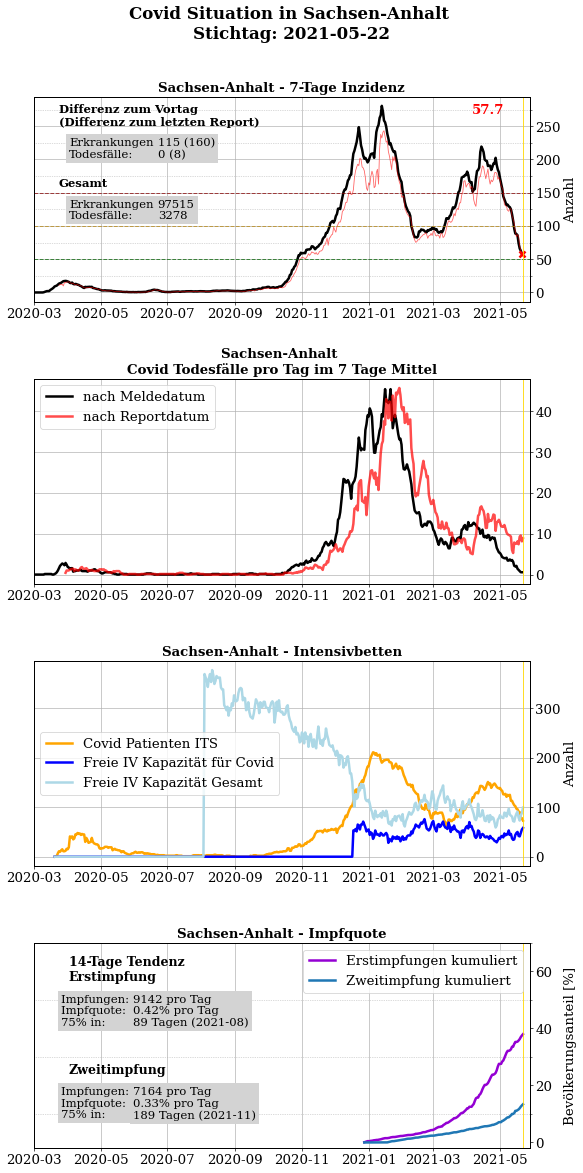 Covid Situation in Sachsen-Anhalt
Stichtag: 2021-05-22
Sachsen-Anhalt - 7-Tage Inzidenz
Differenz zum Vortag
(Differenz zum letzten Report)
Erkrankungen 115 (160)
Todesfälle: 0 (8)
Gesamt
Erkrankungen 97515
Todesfälle: 3278
57.7
250
200
150
100
50
0
Anzahl
2020-03 2020-05 2020-07 2020-09 2020-11 2021-01 2021-03 2021-05
Sachsen-Anhalt
Covid Todesfälle pro Tag im 7 Tage Mittel
nach Meldedatum
nach Reportdatum
40
30
20
10
0
2020-03 2020-05 2020-07 2020-09 2020-11 2021-01 2021-03 2021-05
Sachsen-Anhalt - Intensivbetten
Covid Patienten ITS
Freie IV Kapazität für Covid
Freie IV Kapazität Gesamt
300
200
100
0
Anzahl
2020-03 2020-05 2020-07 2020-09 2020-11 2021-01 2021-03 2021-05
Sachsen-Anhalt - Impfquote
14-Tage Tendenz
Erstimpfung
Impfungen: 9142 pro Tag
Impfquote: 0.42% pro Tag
75% in: 89 Tagen (2021-08)
Zweitimpfung
Impfungen: 7164 pro Tag
Impfquote: 0.33% pro Tag
75% in: 189 Tagen (2021-11)
Erstimpfungen kumuliert
Zweitimpfung kumuliert
60
40
20
0
Bevölkerungsanteil [%]
2020-03 2020-05 2020-07 2020-09 2020-11 2021-01 2021-03 2021-05